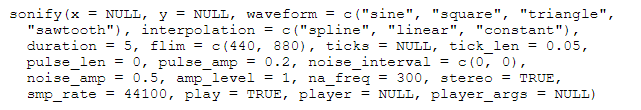 sonify(x = NULL, y = NULL, waveform = c("sine", "square", "triangle",
"sawtooth"), interpolation = c("spline", "linear", "constant"),
duration = 5, flim = c(440, 880), ticks = NULL, tick_len = 0.05,
pulse_len = 0, pulse_amp = 0.2, noise_interval = c(0, 0),
noise_amp = 0.5, amp_level = 1, na_freq = 300, stereo = TRUE,
smp_rate = 44100, play = TRUE, player = NULL, player_args = NULL)